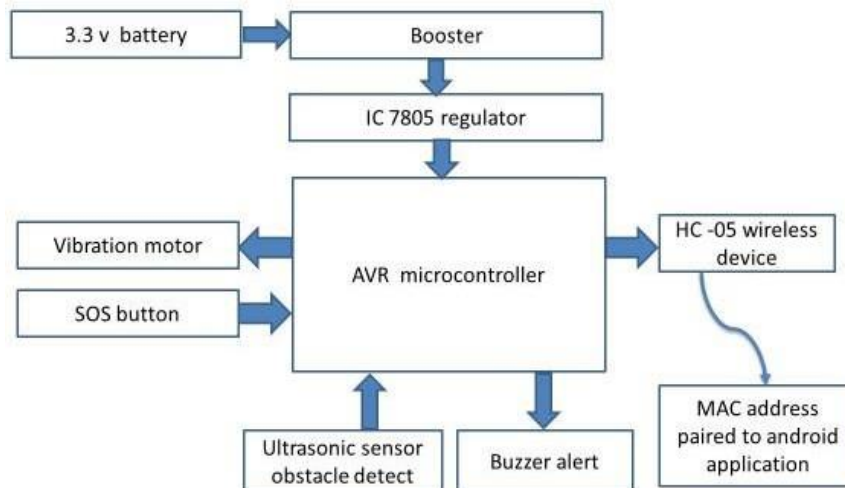 3.3 v battery
Booster
IC 7805 regulator
Vibration motor
SOS button
AVR microcontroller
HC -05 wireless
device
Ultrasonic sensor
obstacle detect
Buzzer alert
MAC address
paired to android
application